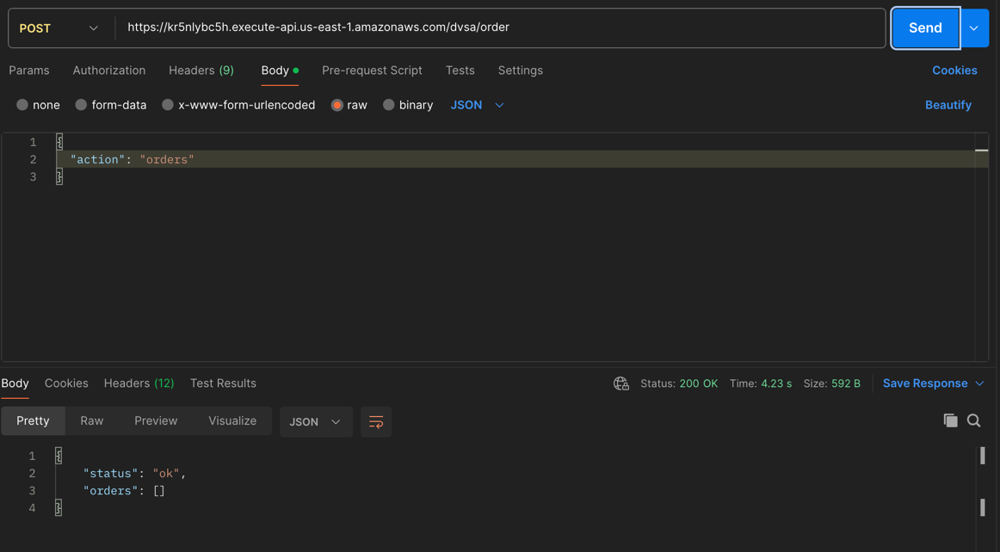 POST https://kr5nlybc5h.execute-api.us-east-1.amazonaws.com/dvsa/order Send
Params Authorization Headers (9) Body Pre-request Script Tests Settings Cookies
none form-data x-www-form-urlencoded raw binary JSON Beautify
1 {
2 "action": "orders"
3 }
Body Cookies Headers (12) Test Results Status: 200 OK Time: 4.23 s Size: 592 B Save Response
Pretty Raw Preview Visualize JSON
1 {
2 "status": "ok",
3 "orders": []
4 }